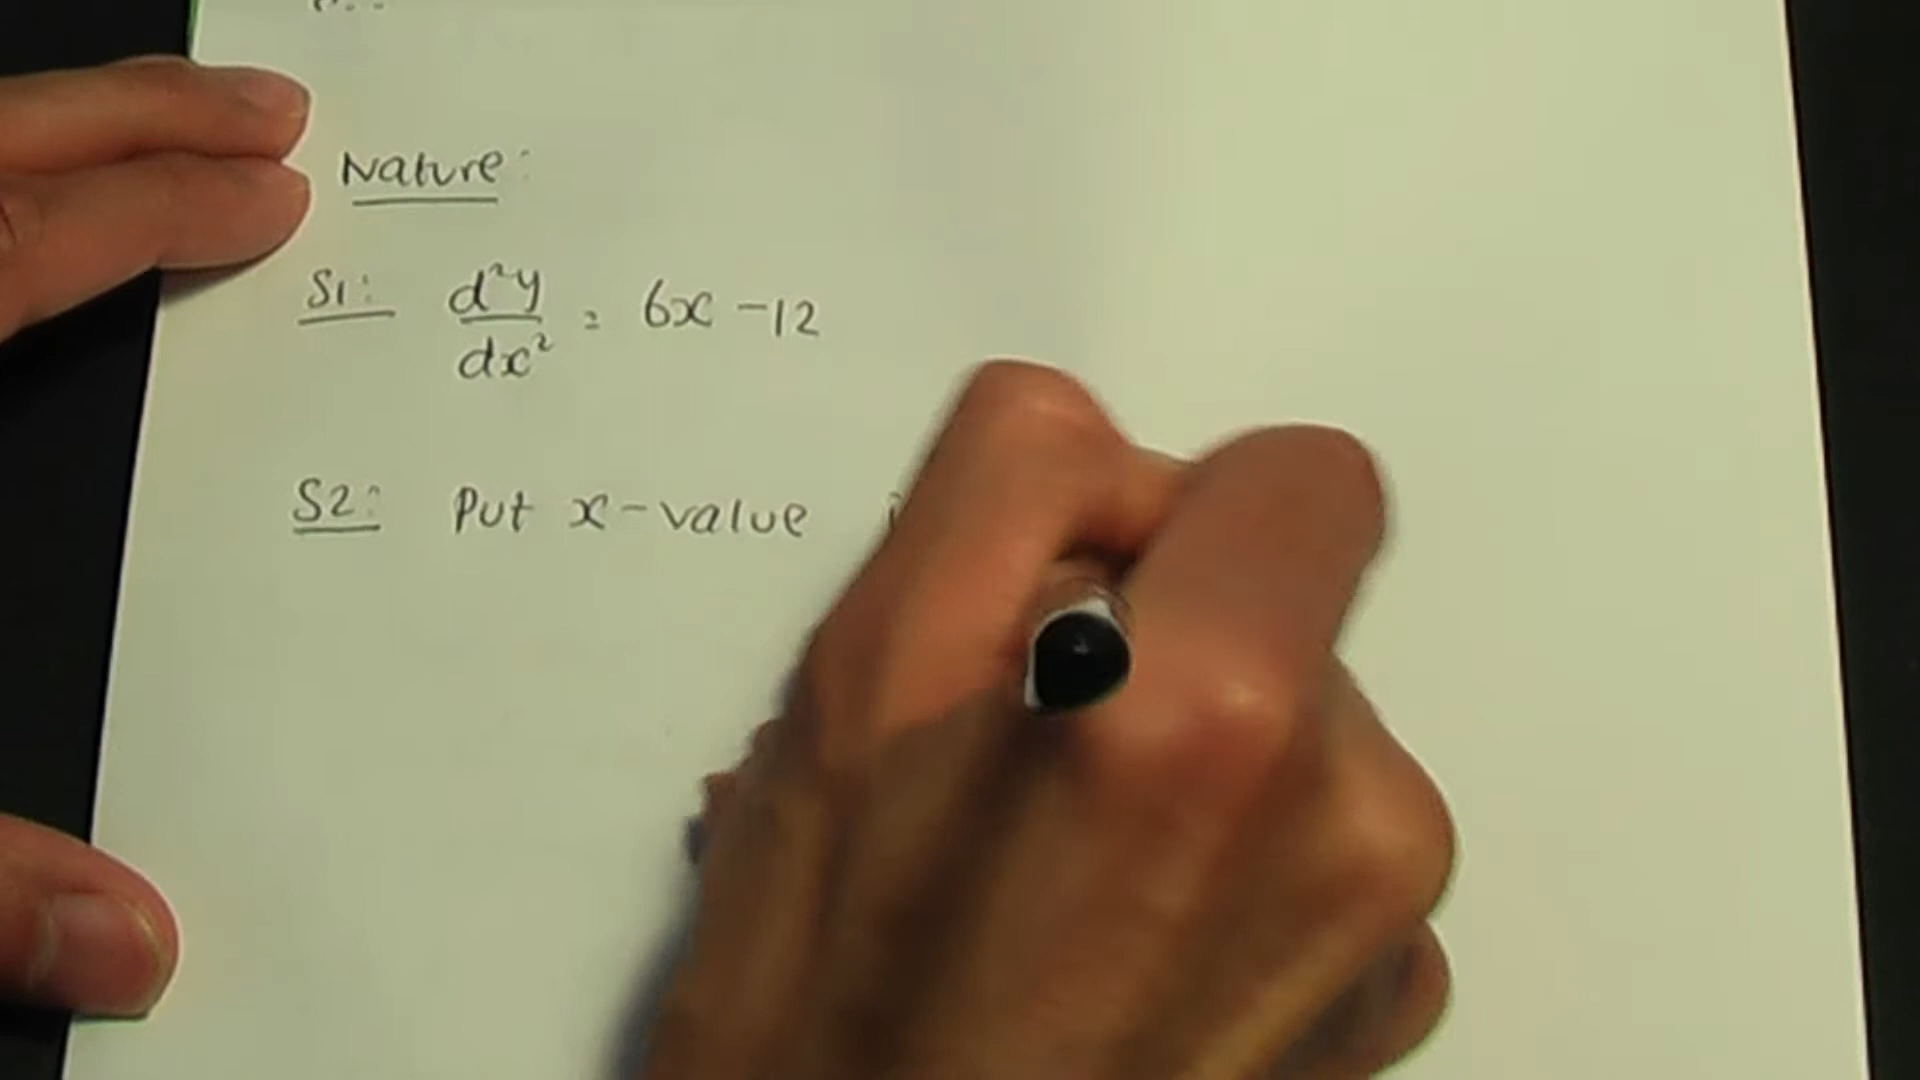 Nature:
S1: d²y/dx² = 6x - 12
S2: Put x-value